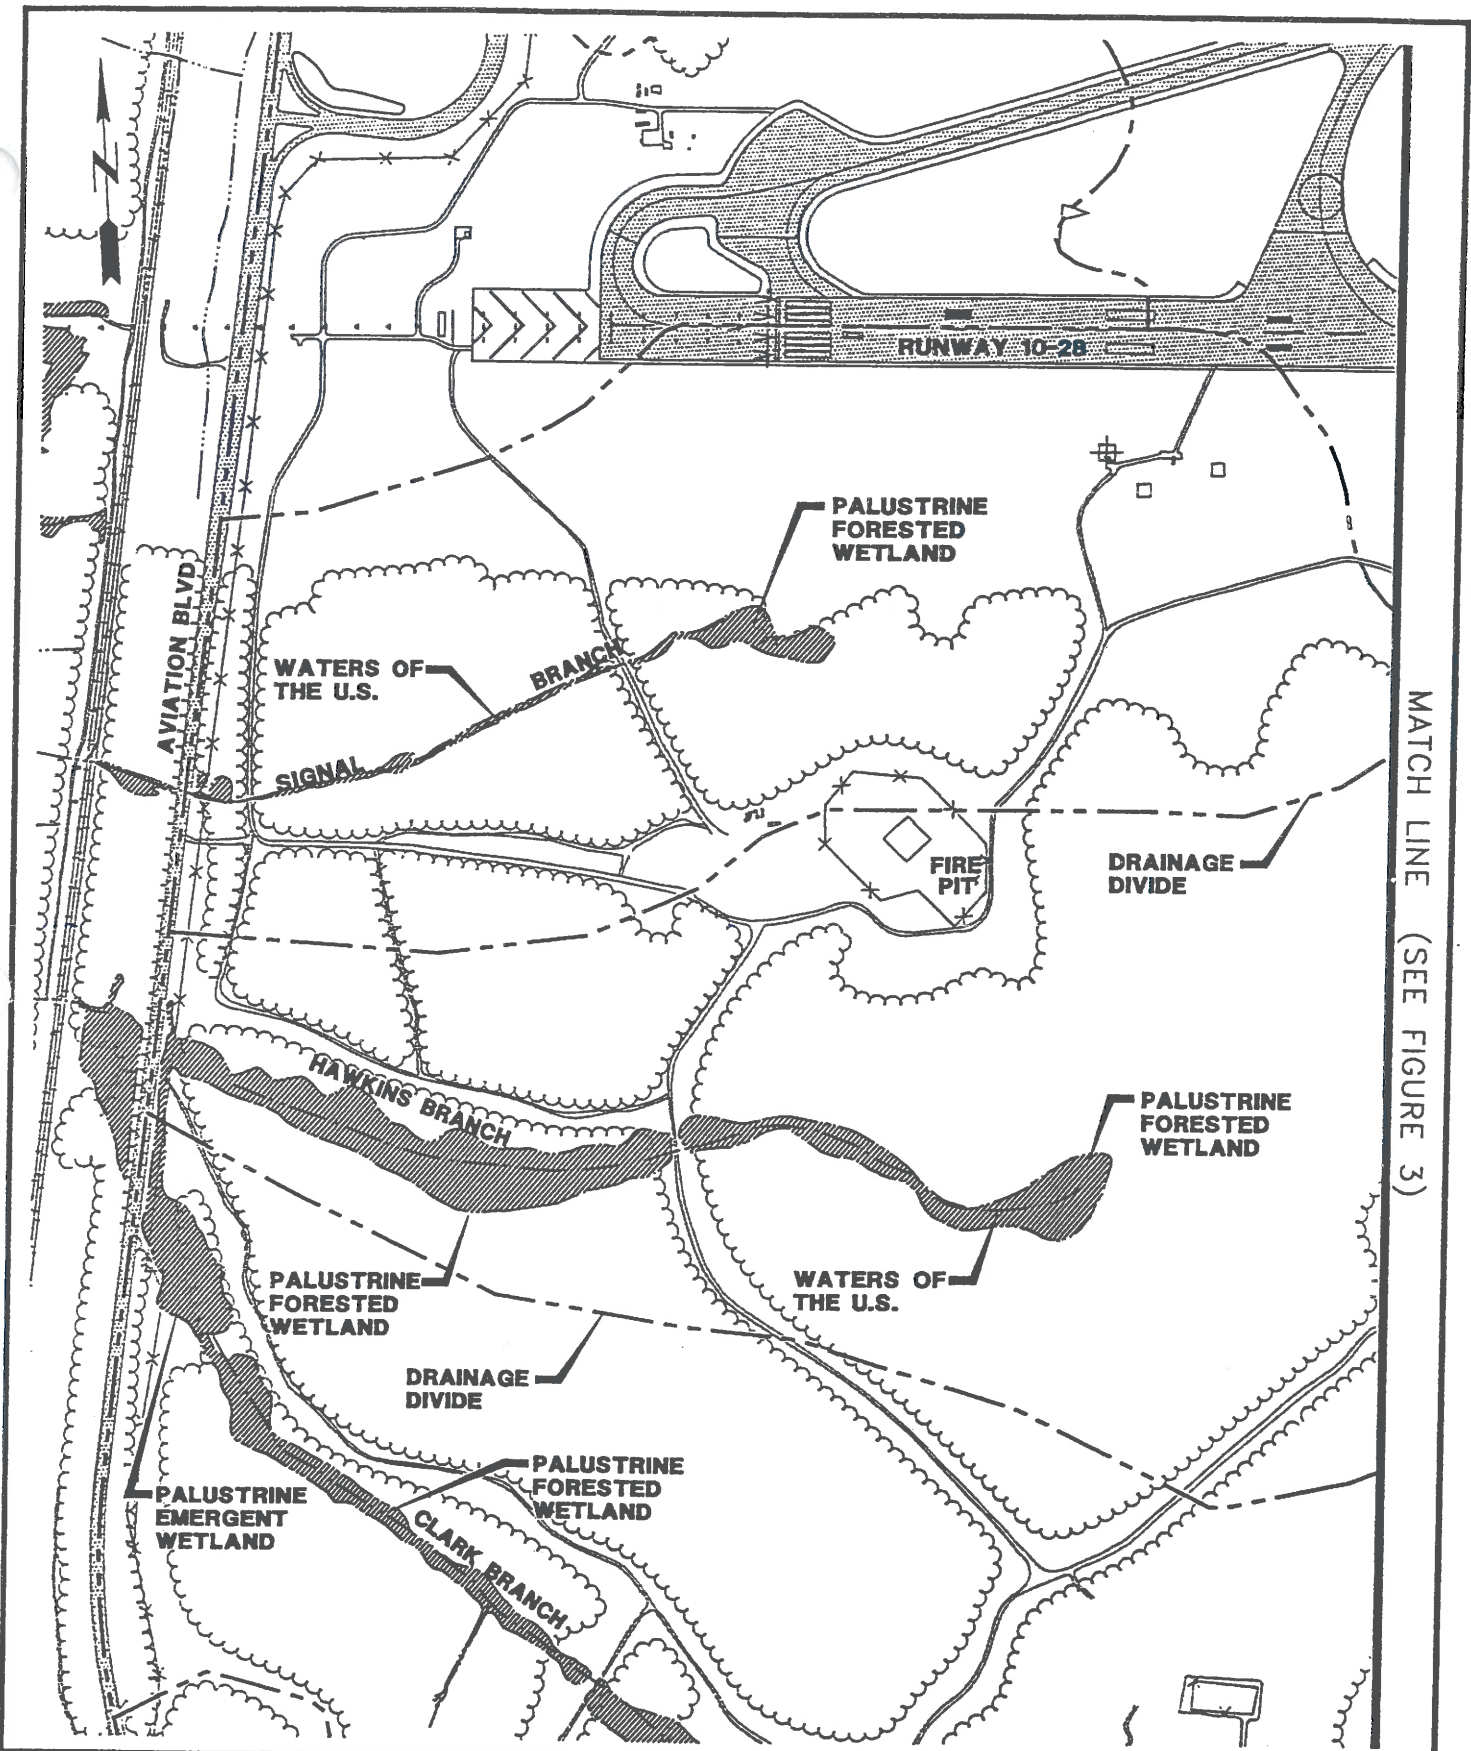 N
RUNWAY 10-28
PALUSTRINE
FORESTED
WETLAND
AVIATION BLVD
WATERS OF
THE U.S.
SIGNAL BRANCH
FIRE
PIT
DRAINAGE
DIVIDE
MATCH LINE (SEE FIGURE 3)
HAWKINS BRANCH
PALUSTRINE
FORESTED
WETLAND
PALUSTRINE
FORESTED
WETLAND
WATERS OF
THE U.S.
DRAINAGE
DIVIDE
PALUSTRINE
FORESTED
WETLAND
PALUSTRINE
EMERGENT
WETLAND
CLARK BRANCH